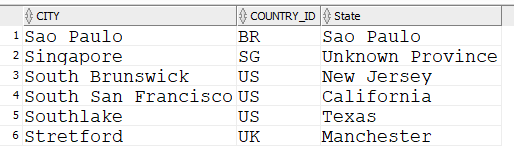 CITY COUNTRY_ID State
1 Sao Paulo BR Sao Paulo
2 Singapore SG Unknown Province
3 South Brunswick US New Jersey
4 South San Francisco US California
5 Southlake US Texas
6 Stretford UK Manchester